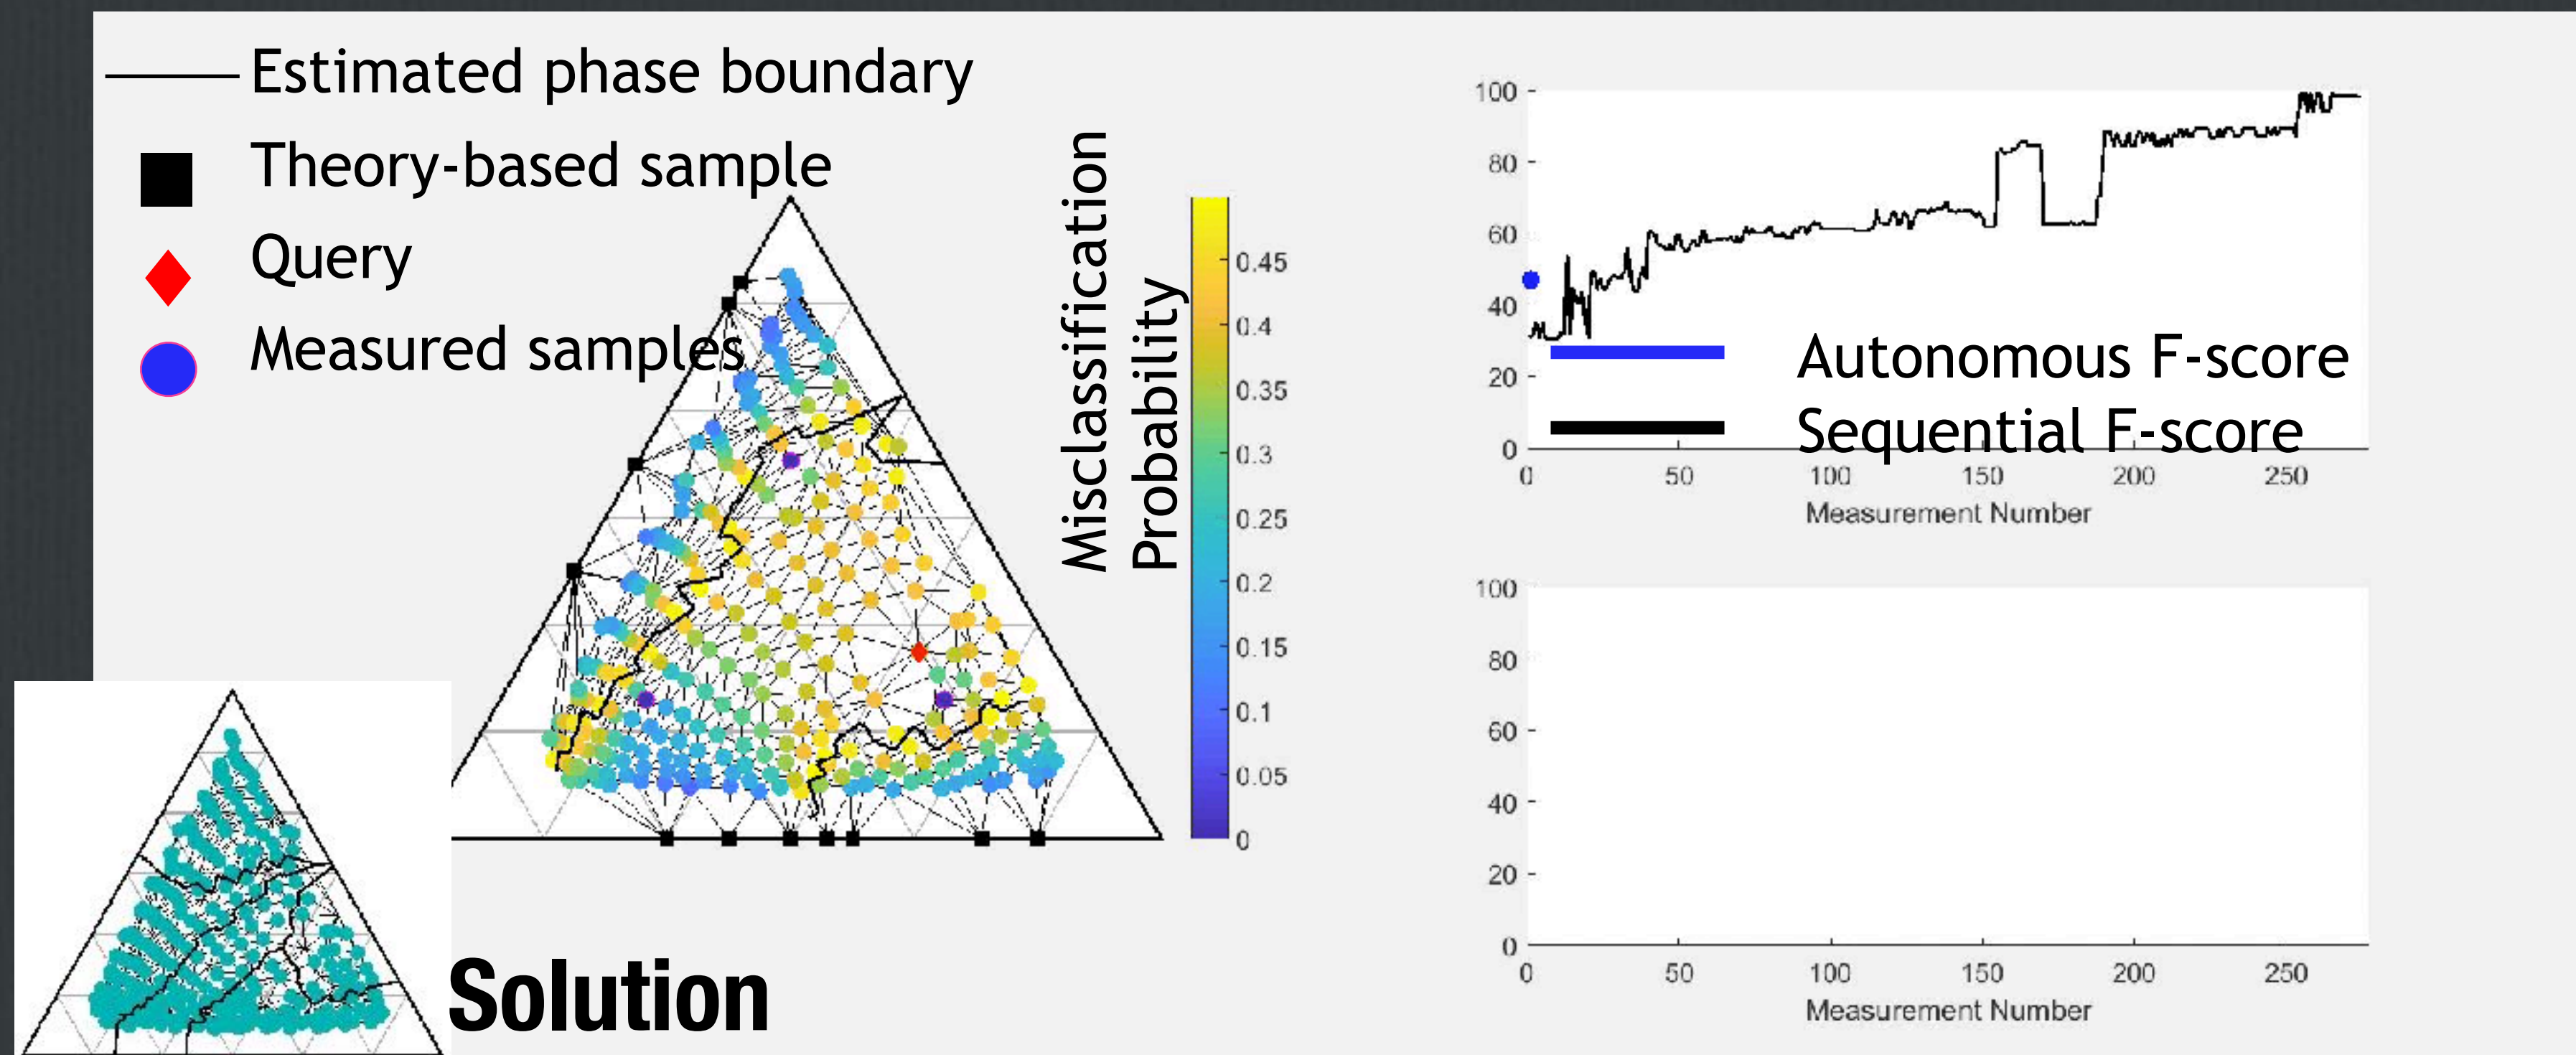 Estimated phase boundary
Theory-based sample
Query
Measured samples
Misclassification
Probability
0.45
0.4
0.35
0.3
0.25
0.2
0.15
0.1
0.05
0
Solution
100
80
60
40
20
0
Autonomous F-score
Sequential F-score
0 50 100 150 200 250
Measurement Number
100
80
60
40
20
0
0 50 100 150 200 250
Measurement Number